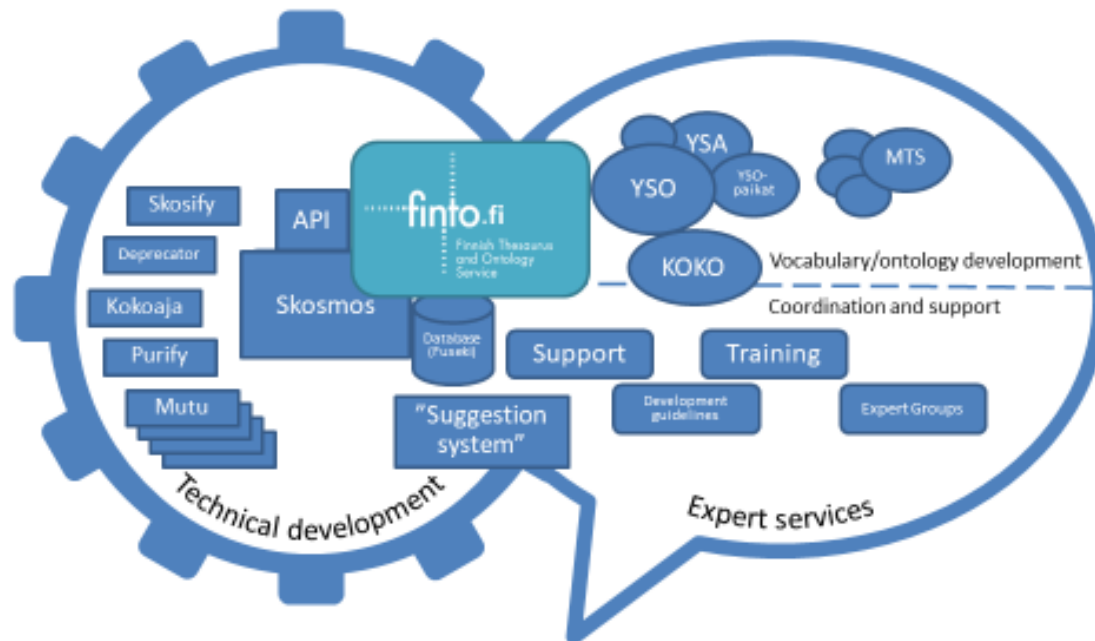 Skosify
Deprecator
Kokoaja
Purify
Mutu
API
Skosmos
finto.fi
Finnish Thesaurus
and Ontology
Service
Database
(Fuseki)
"Suggestion
system"
Technical development
YSA
YSO
YSO-
paikat
MTS
KOKO
Vocabulary/ontology development
Coordination and support
Support
Training
Development
guidelines
Expert Groups
Expert services